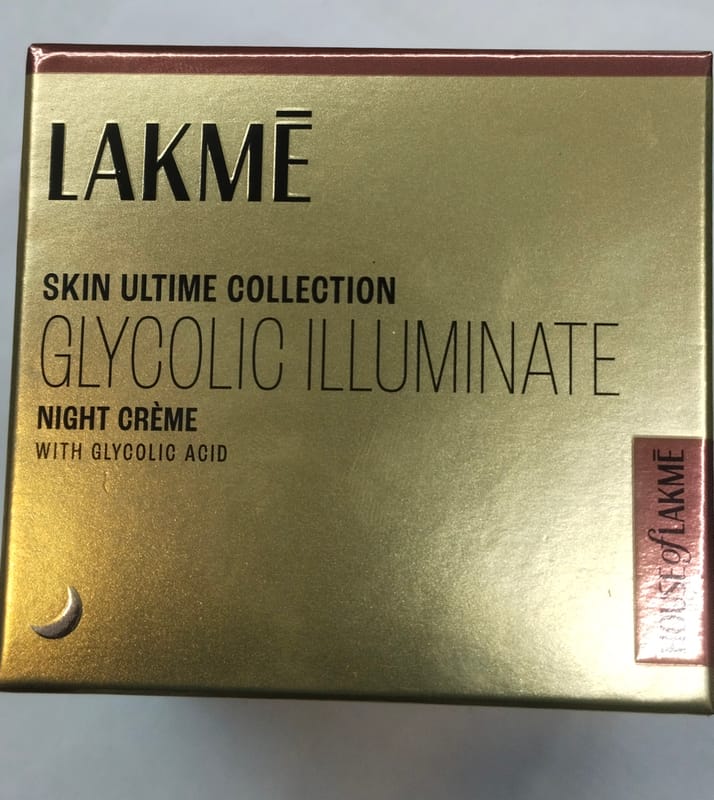 LAKMĒ
SKIN ULTIME COLLECTION
GLYCOLIC ILLUMINATE
NIGHT CRÈME
WITH GLYCOLIC ACID
HOUSE of LAKMĒ